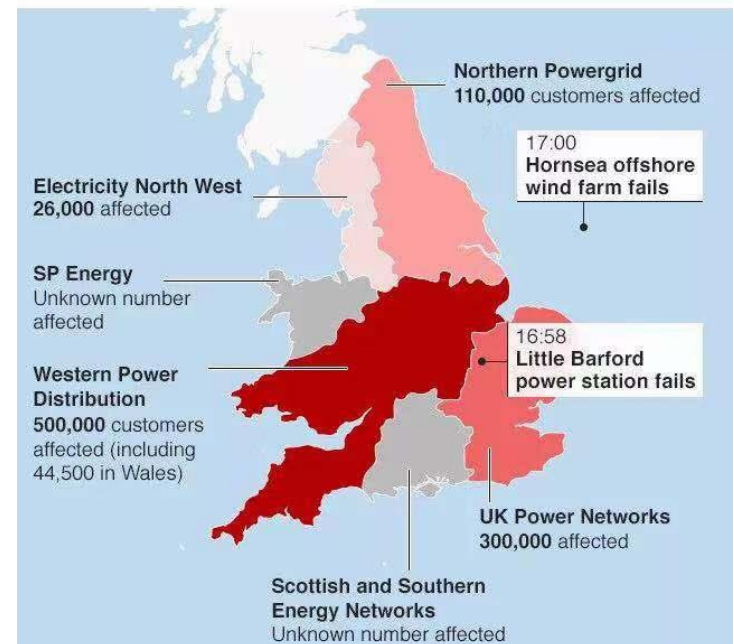 Northern Powergrid
110,000 customers affected
17:00
Hornsea offshore
wind farm fails
Electricity North West
26,000 affected
SP Energy
Unknown number
affected
16:58
Little Barford
power station fails
Western Power
Distribution
500,000 customers
affected (including
44,500 in Wales)
UK Power Networks
300,000 affected
Scottish and Southern
Energy Networks
Unknown number affected